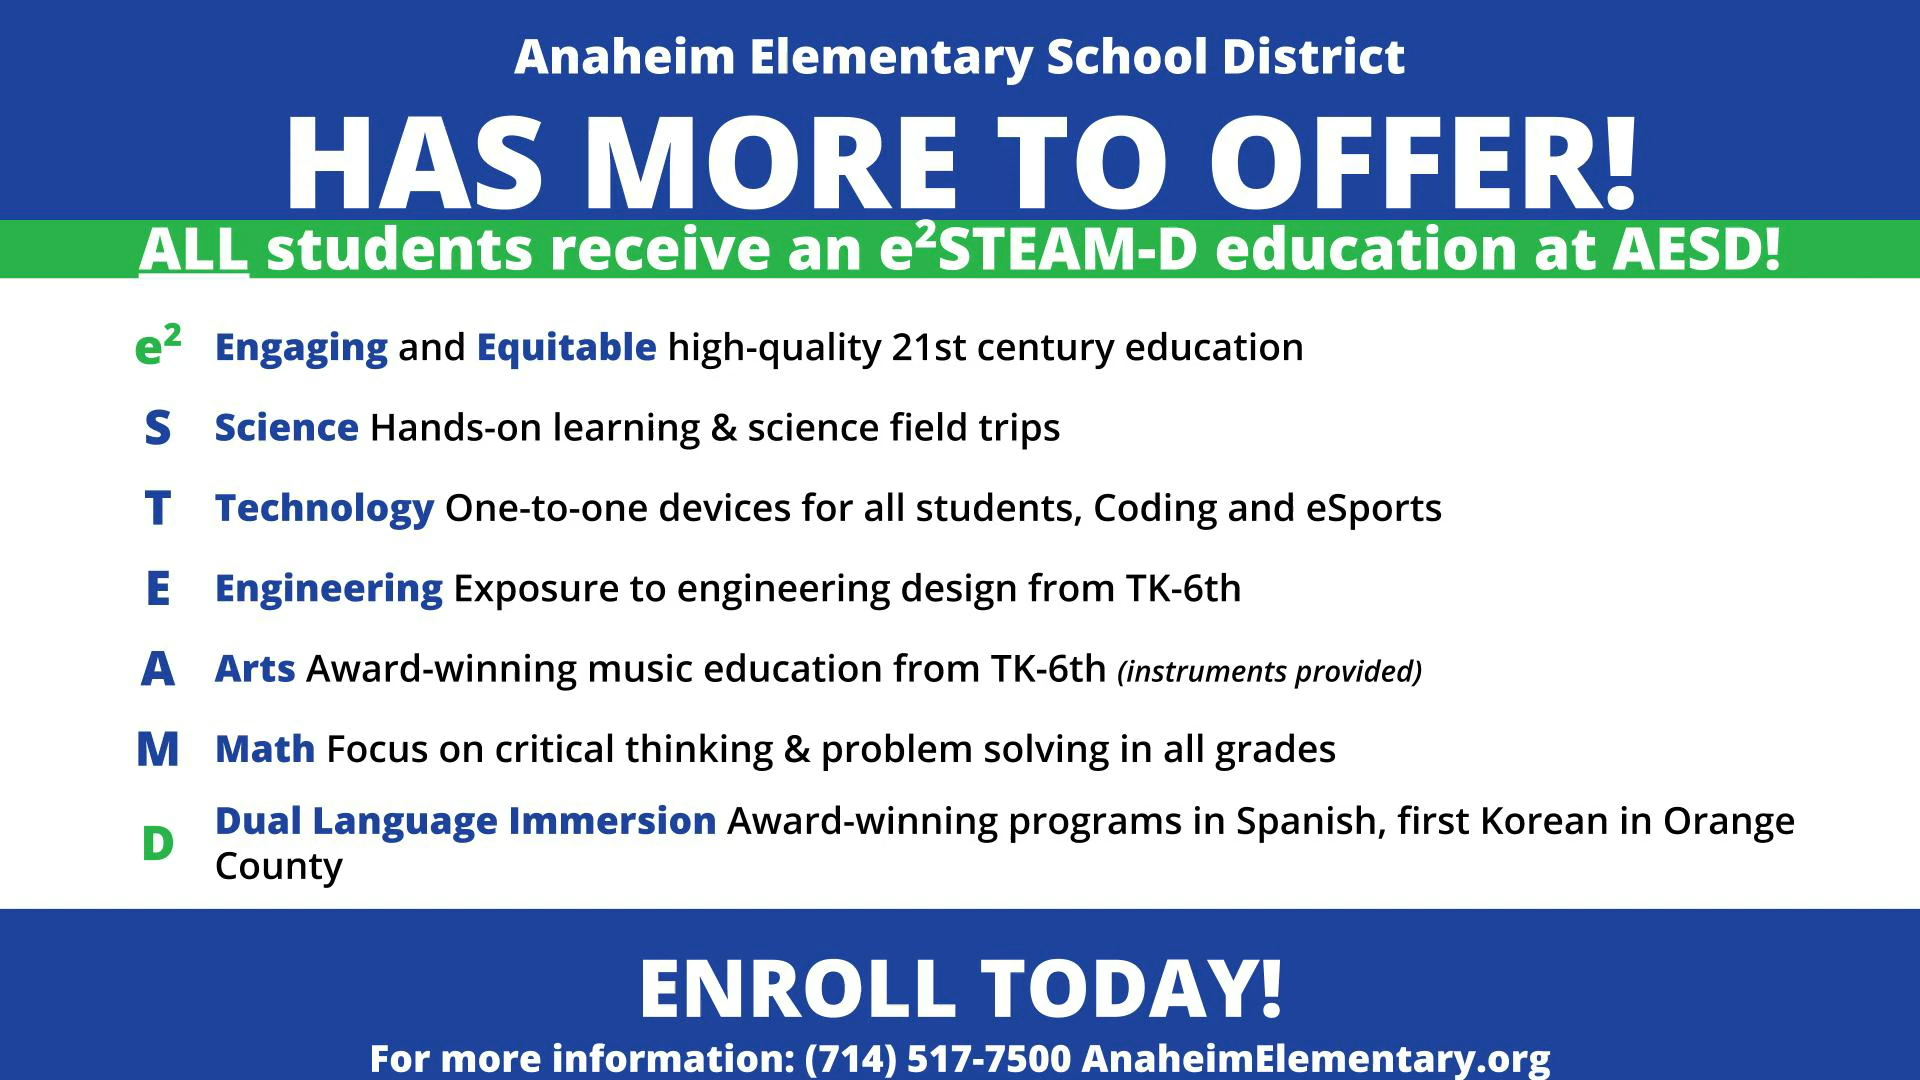 Anaheim Elementary School District
HAS MORE TO OFFER!
ALL students receive an e²STEAM-D education at AESD!
e² Engaging and Equitable high-quality 21st century education
S Science Hands-on learning & science field trips
T Technology One-to-one devices for all students, Coding and eSports
E Engineering Exposure to engineering design from TK-6th
A Arts Award-winning music education from TK-6th (instruments provided)
M Math Focus on critical thinking & problem solving in all grades
D Dual Language Immersion Award-winning programs in Spanish, first Korean in Orange
County
ENROLL TODAY!
For more information: (714) 517-7500 AnaheimElementary.org